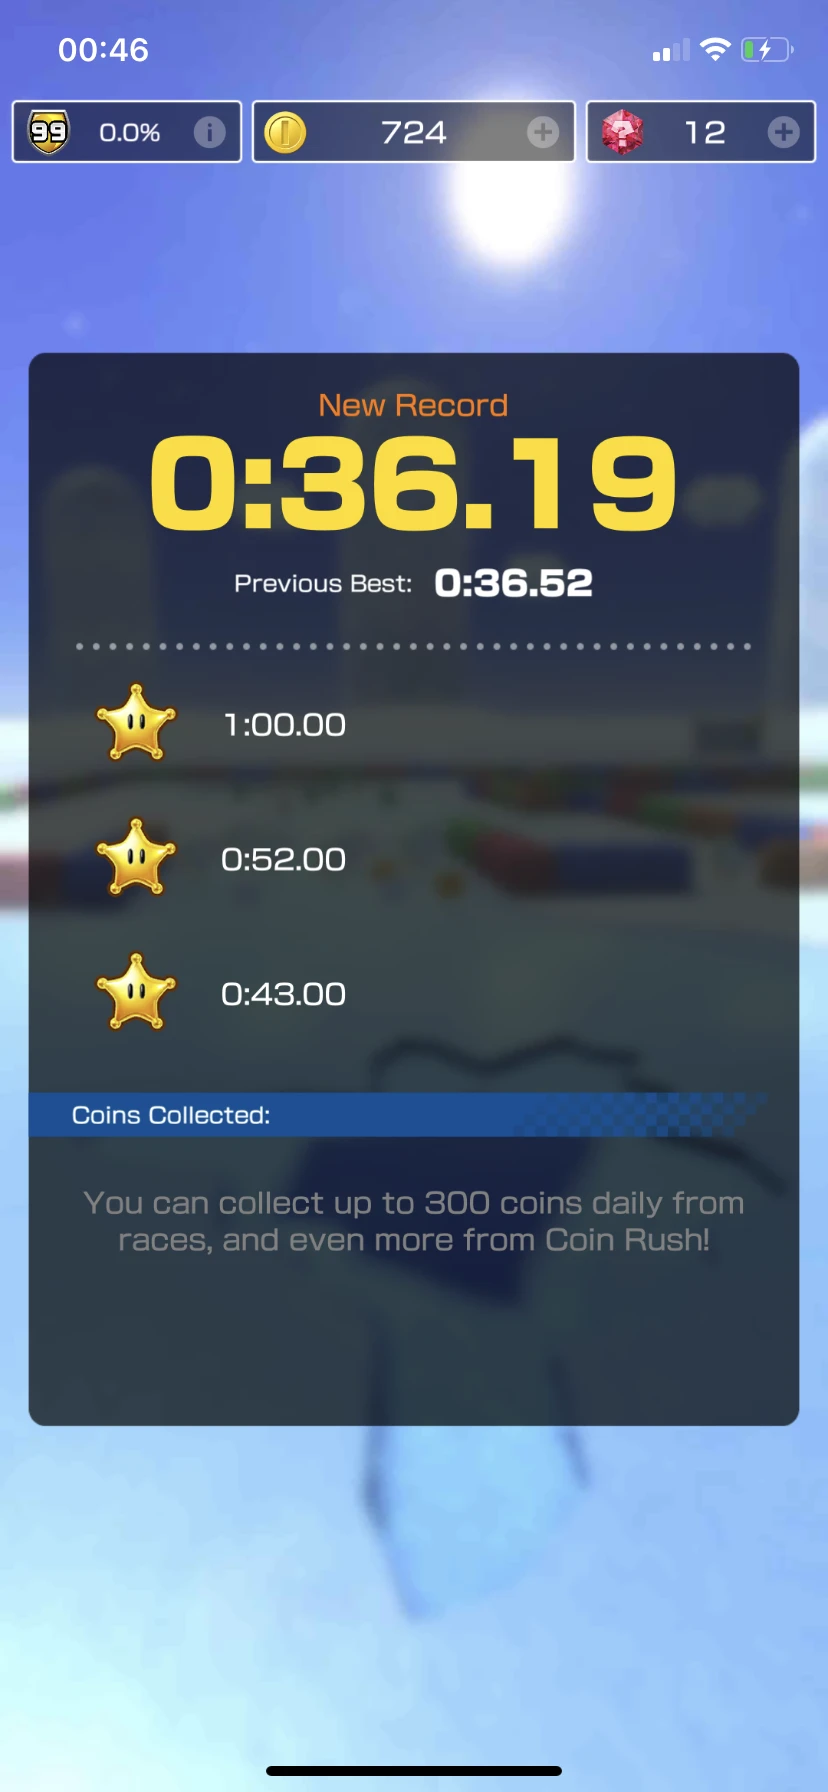 00:46
99 0.0% i 724 + ? 12 +
New Record
0:36.19
Previous Best: 0:36.52
1:00.00
0:52.00
0:43.00
Coins Collected:
You can collect up to 300 coins daily from
races, and even more from Coin Rush!